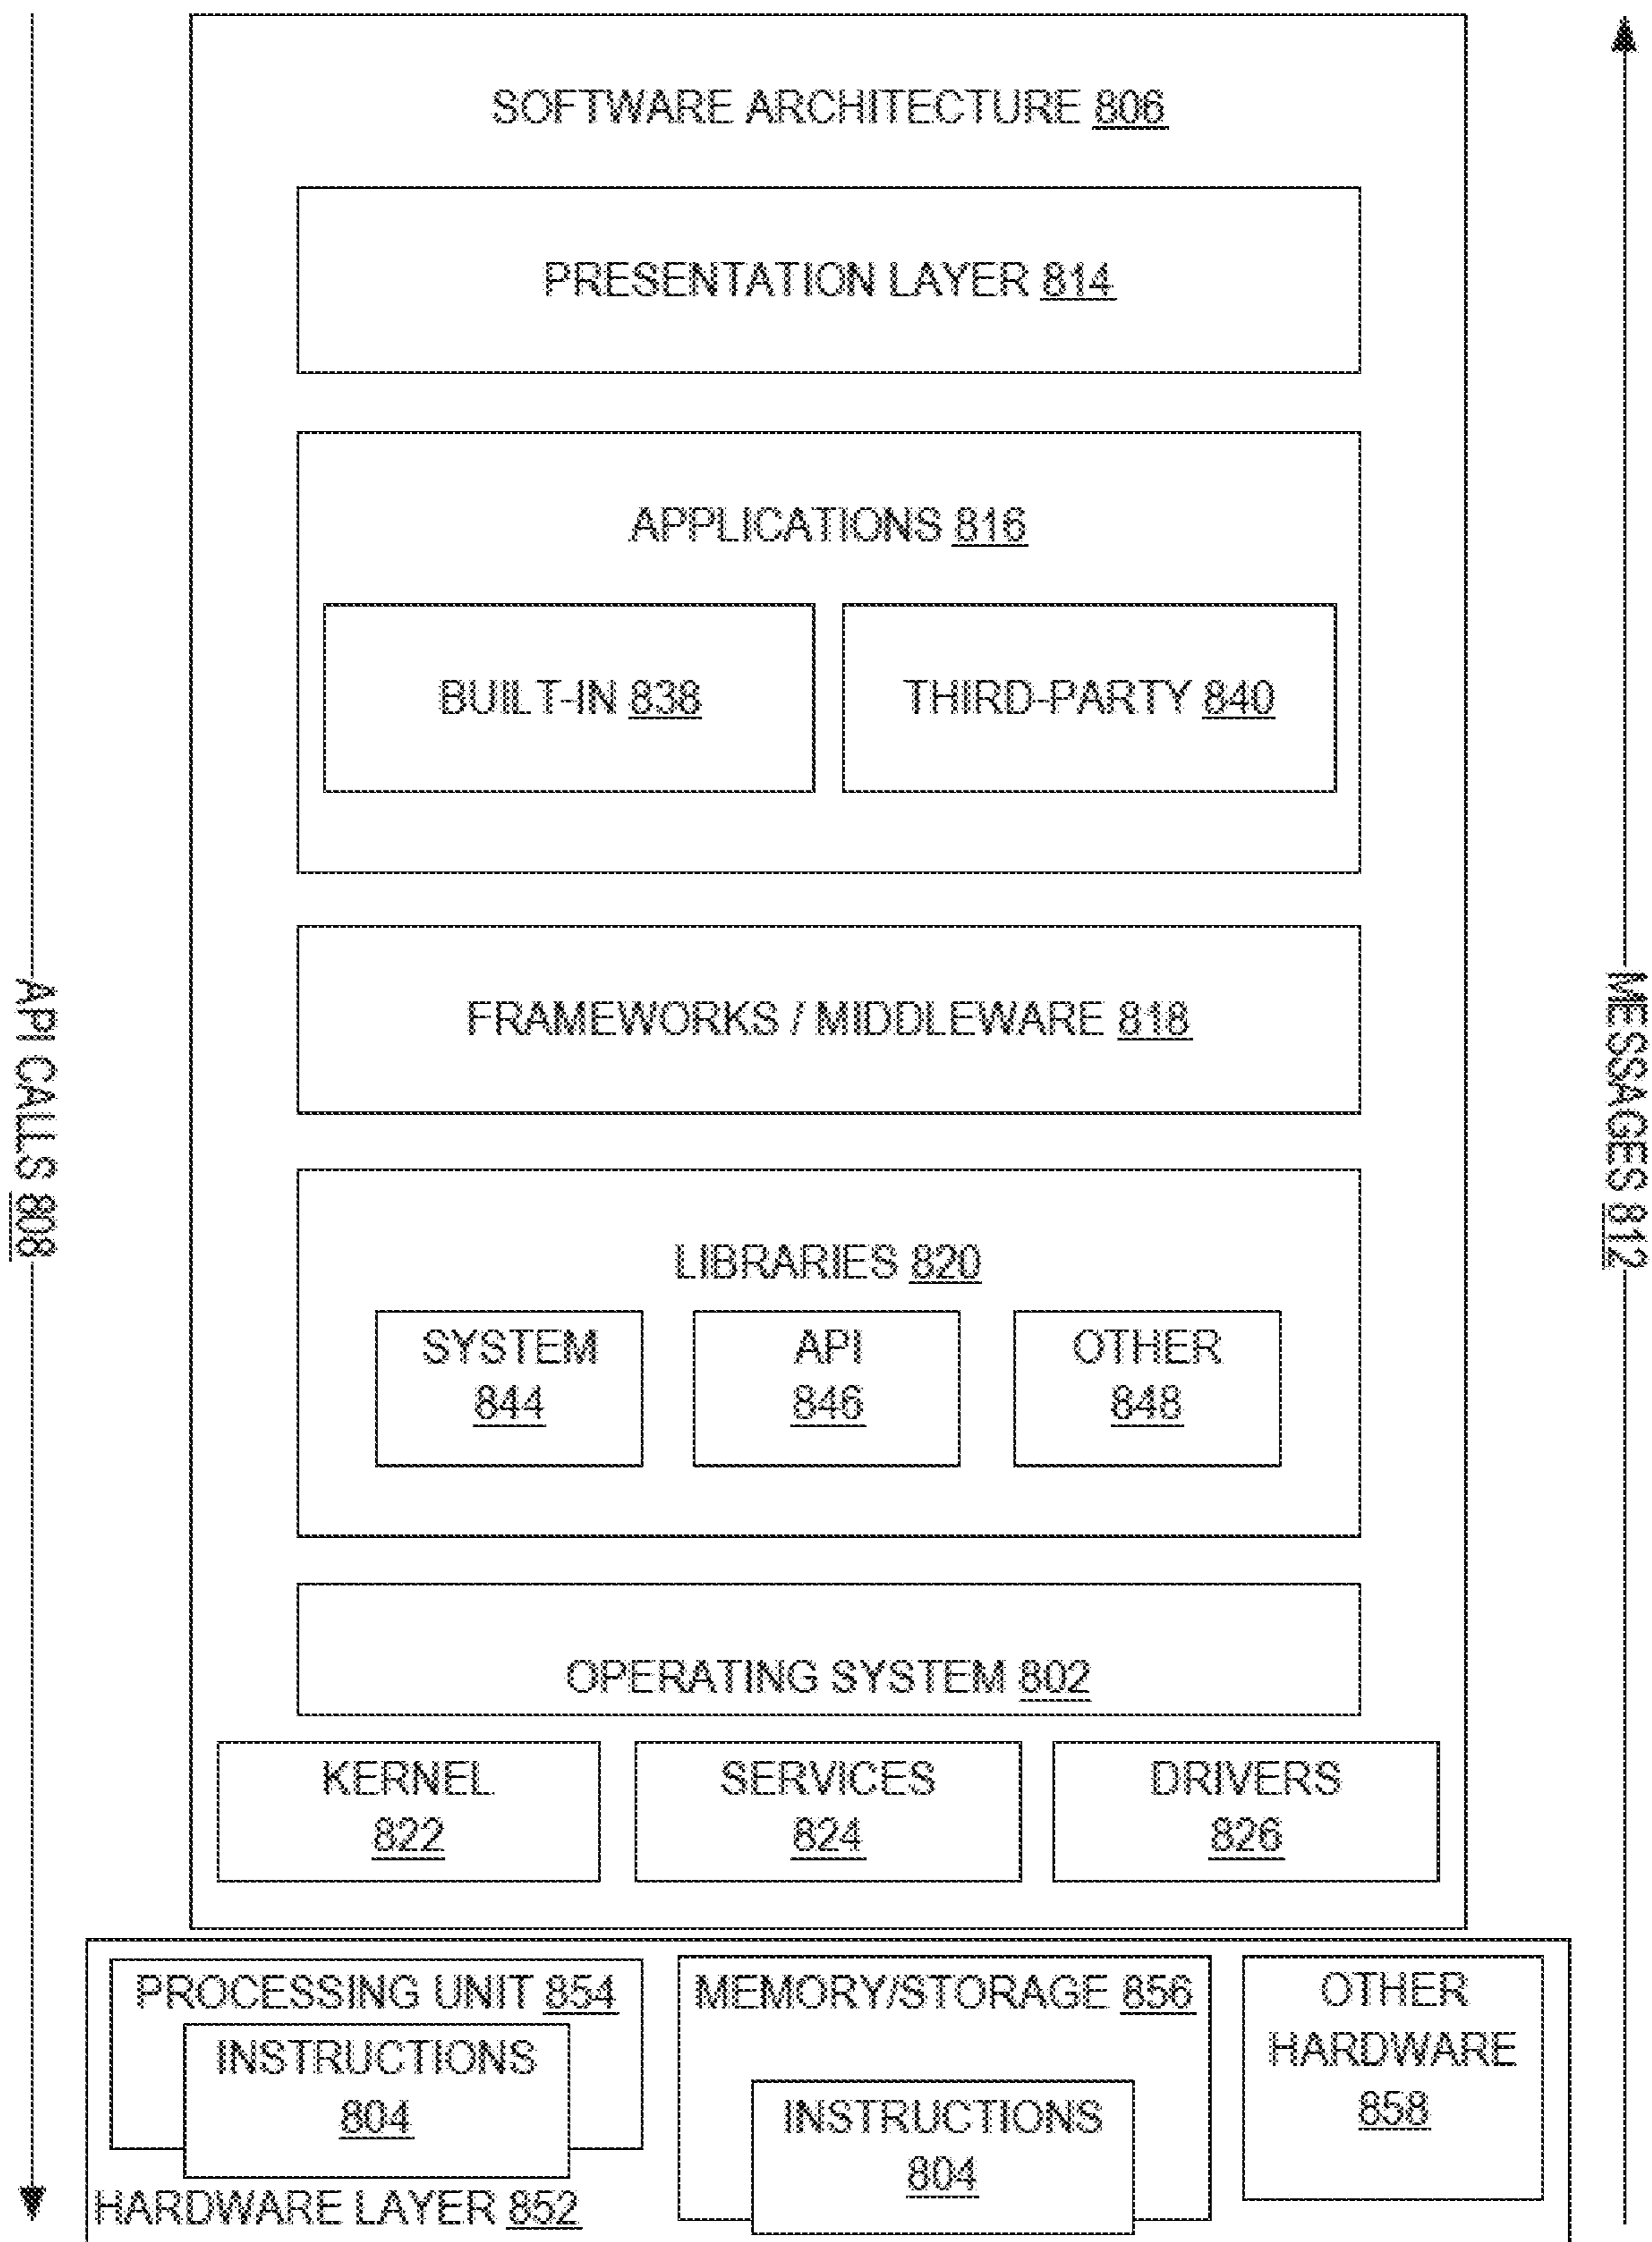 SOFTWARE ARCHITECTURE 806
PRESENTATION LAYER 814
APPLICATIONS 816
BUILT-IN 838
THIRD-PARTY 840
FRAMEWORKS / MIDDLEWARE 818
API CALLS 808
MESSAGES 812
LIBRARIES 820
SYSTEM
844
API
846
OTHER
848
OPERATING SYSTEM 802
KERNEL
822
SERVICES
824
DRIVERS
826
PROCESSING UNIT 854
INSTRUCTIONS
804
MEMORY/STORAGE 856
INSTRUCTIONS
804
OTHER
HARDWARE
858
HARDWARE LAYER 852